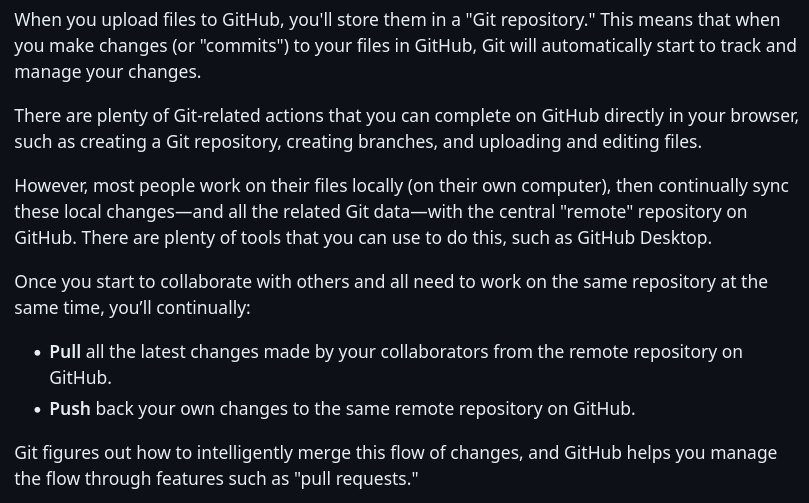 When you upload files to GitHub, you'll store them in a "Git repository." This means that when
you make changes (or "commits") to your files in GitHub, Git will automatically start to track and
manage your changes.
There are plenty of Git-related actions that you can complete on GitHub directly in your browser,
such as creating a Git repository, creating branches, and uploading and editing files.
However, most people work on their files locally (on their own computer), then continually sync
these local changes—and all the related Git data—with the central "remote" repository on
GitHub. There are plenty of tools that you can use to do this, such as GitHub Desktop.
Once you start to collaborate with others and all need to work on the same repository at the
same time, you’ll continually:
• Pull all the latest changes made by your collaborators from the remote repository on
GitHub.
• Push back your own changes to the same remote repository on GitHub.
Git figures out how to intelligently merge this flow of changes, and GitHub helps you manage
the flow through features such as "pull requests."